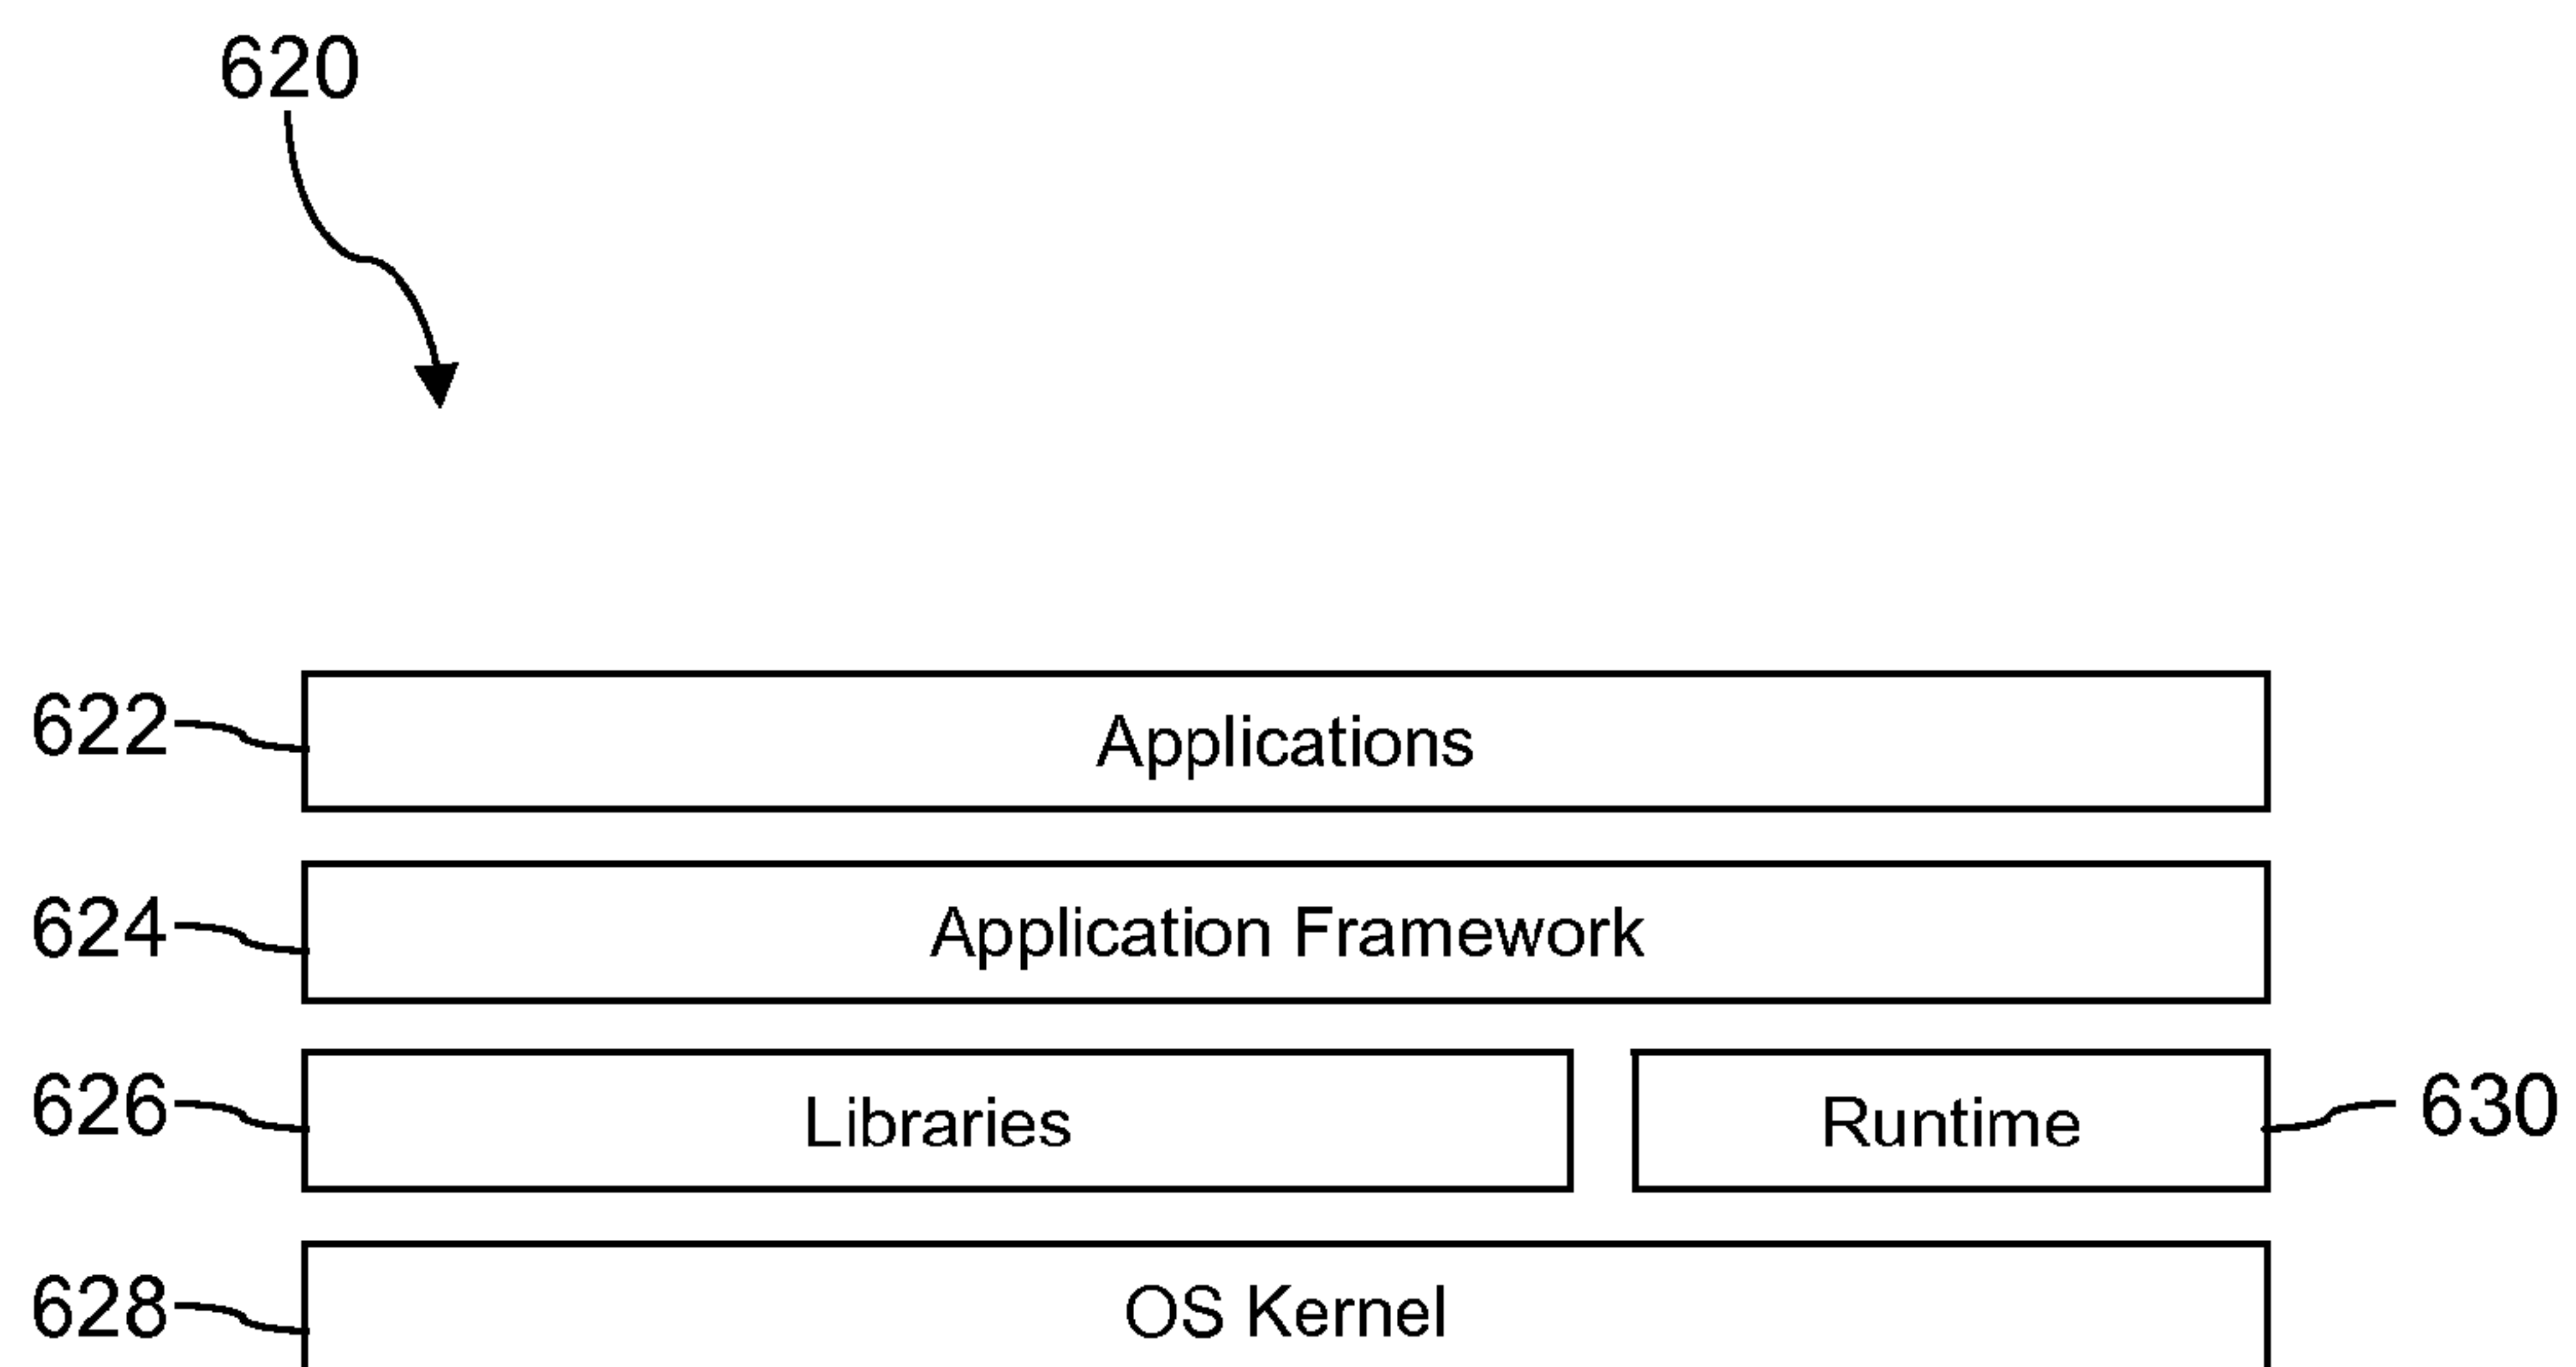 620
622 Applications
624 Application Framework
626 Libraries Runtime 630
628 OS Kernel